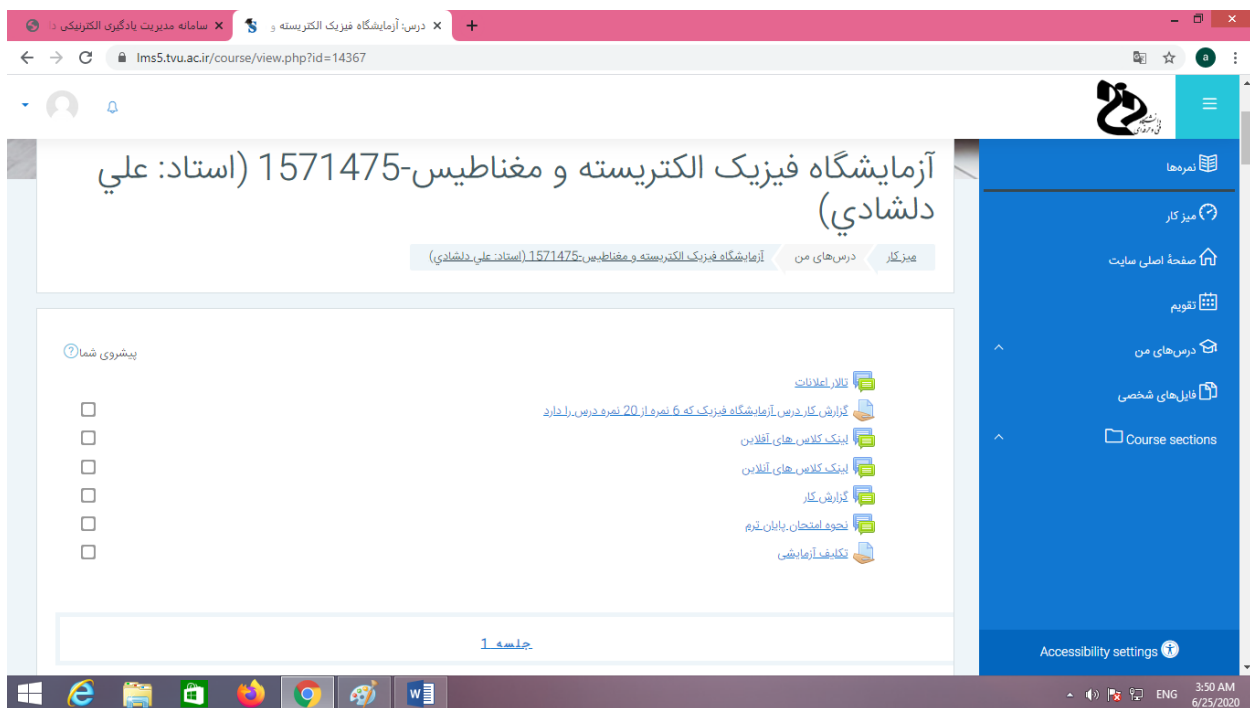 سامانه مدیریت یادگیری الکترونیکی دا
درس: آزمایشگاه فیزیک الکتریسته و
lms5.tvu.ac.ir/course/view.php?id=14367
a
آزمایشگاه فیزیک الکتریسته و مغناطیس-1571475 (استاد: علي
دلشادي)
میز کار
درس‌های من
آزمایشگاه فیزیک الکتریسته و مغناطیس-1571475 (استاد: علي دلشادي)
پیشروی شما
تالار اعلانات
گزارش کار درس آزمایشگاه فیزیک که 6 نمره از 20 نمره درس را دارد
لینک کلاس های آفلاین
لینک کلاس های آنلاین
گزارش کار
نحوه امتحان پایان ترم
تکلیف آزمایشی
جلسه 1
نمره‌ها
میز کار
صفحهٔ اصلی سایت
تقویم
درس‌های من
فایل‌های شخصی
Course sections
Accessibility settings
ENG
3:50 AM
6/25/2020